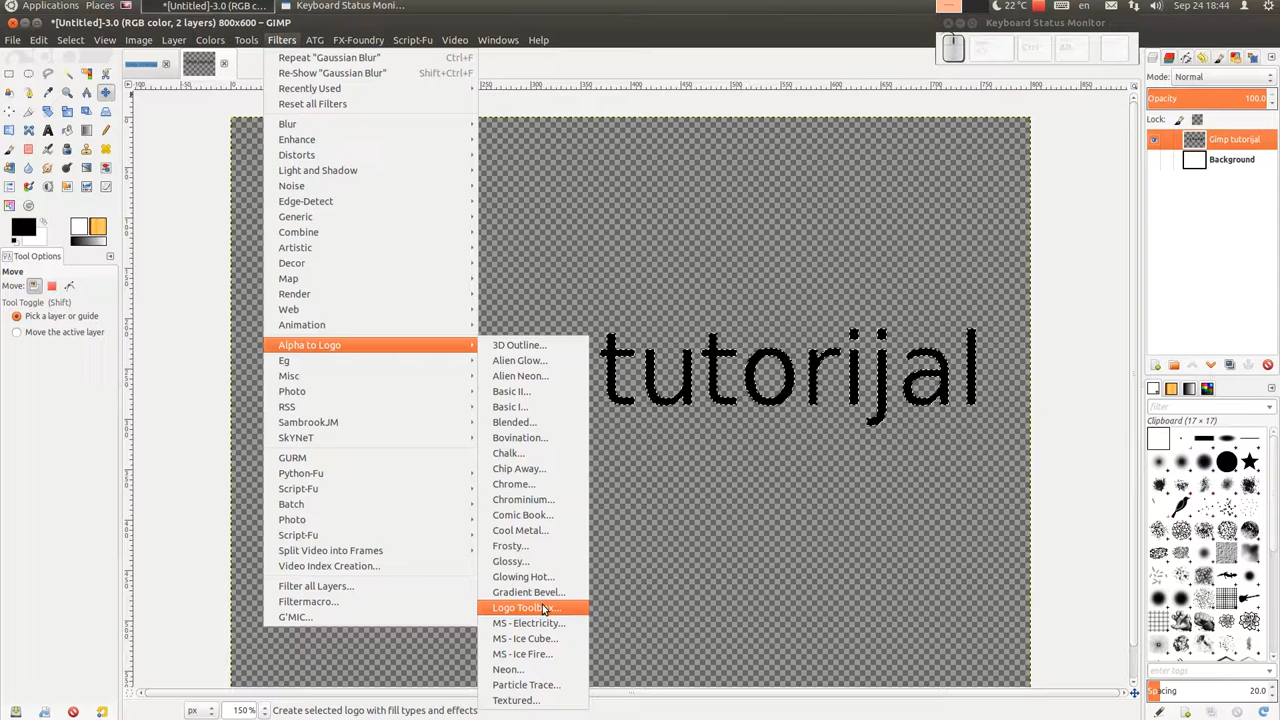 Applications Places *[Untitled]-3.0 (RGB color, ... Keyboard Status Moni... 22 °C en Sep 24 18:44
*[Untitled]-3.0 (RGB color, 2 layers) 800x600 – GIMP
Keyboard Status Monitor
File Edit Select View Image Layer Colors Tools Filters ATG FX-Foundry Script-Fu Video Windows Help
Ctrl Alt
Repeat "Gaussian Blur" Ctrl+F
Re-Show "Gaussian Blur" Shift+Ctrl+F
Recently Used
Reset all Filters
Blur
Enhance
Distorts
Light and Shadow
Noise
Edge-Detect
Generic
Combine
Artistic
Decor
Map
Render
Web
Animation
Alpha to Logo
Eg
Misc
Photo
RSS
SambrookJM
SkYNeT
GURM
Python-Fu
Script-Fu
Batch
Photo
Script-Fu
Split Video into Frames
Video Index Creation...
Filter all Layers...
Filtermacro...
G'MIC...
3D Outline...
Alien Glow...
Alien Neon...
Basic II...
Basic I...
Blended...
Bovination...
Chalk...
Chip Away...
Chrome...
Chrominium...
Comic Book...
Cool Metal...
Frosty...
Glossy...
Glowing Hot...
Gradient Bevel...
Logo Toolbox...
MS - Electricity...
MS - Ice Cube...
MS - Ice Fire...
Neon...
Particle Trace...
Textured...
tutorijal
Tool Options
Move
Move:
Tool Toggle (Shift)
Pick a layer or guide
Move the active layer
Mode: Normal
Opacity 100.0
Lock:
Gimp tutorijal
Background
filter
Clipboard (17 × 17)
enter tags
Spacing 20.0
px 150 % Create selected logo with fill types and effects